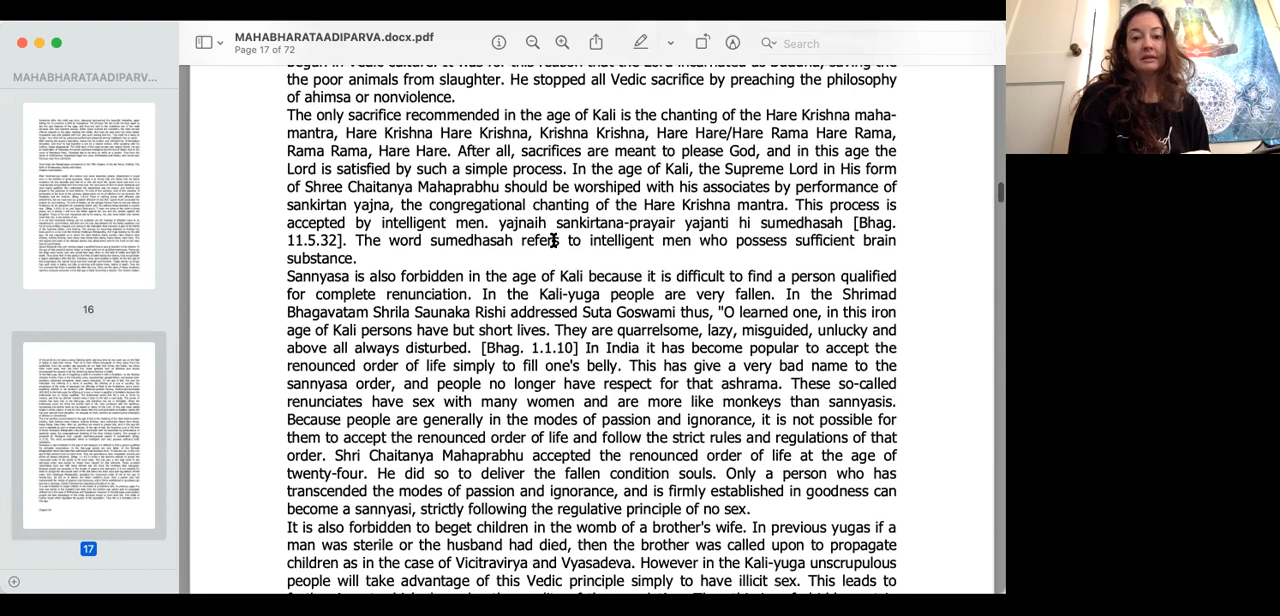 MAHABHARATAADIPARVA.docx.pdf
Page 17 of 72
Search
MAHABHARATAADIPARV...
16
17
the poor animals from slaughter. He stopped all Vedic sacrifice by preaching the philosophy
of ahimsa or nonviolence.
The only sacrifice recommended in the age of Kali is the chanting of the Hare Krishna maha-
mantra, Hare Krishna Hare Krishna, Krishna Krishna, Hare Hare/Hare Rama Hare Rama,
Rama Rama, Hare Hare. After all, sacrifices are meant to please God, and in this age the
Lord is satisfied by such a simple process. In the age of Kali, the Supreme Lord in His form
of Shree Chaitanya Mahaprabhu should be worshiped with his associates by performance of
sankirtan yajna, the congregational chanting of the Hare Krishna mantra. This process is
accepted by intelligent men. Yajnaih sankirtana-prayair yajanti hi sumedhasah [Bhag.
11.5.32]. The word sumedhasah refers to intelligent men who possess sufficient brain
substance.
Sannyasa is also forbidden in the age of Kali because it is difficult to find a person qualified
for complete renunciation. In the Kali-yuga people are very fallen. In the Shrimad
Bhagavatam Shrila Saunaka Rishi addressed Suta Goswami thus, "O learned one, in this iron
age of Kali persons have but short lives. They are quarrelsome, lazy, misguided, unlucky and
above all always disturbed. [Bhag. 1.1.10] In India it has become popular to accept the
renounced order of life simply to fill one's belly. This has give a very bad name to the
sannyasa order, and people no longer have respect for that ashrama. These so-called
renunciates have sex with many women and are more like monkeys than sannyasis.
Because people are generally in the modes of passion and ignorance, it is not possible for
them to accept the renounced order of life and follow the strict rules and regulations of that
order. Shri Chaitanya Mahaprabhu accepted the renounced order of life at the age of
twenty-four. He did so to reclaim the fallen condition souls. Only a person who has
transcended the modes of passion and ignorance, and is firmly established in goodness can
become a sannyasi, strictly following the regulative principle of no sex.
It is also forbidden to beget children in the womb of a brother's wife. In previous yugas if a
man was sterile or the husband had died, then the brother was called upon to propagate
children as in the case of Vicitravirya and Vyasadeva. However in the Kali-yuga unscrupulous
people will take advantage of this Vedic principle simply to have illicit sex. This leads to